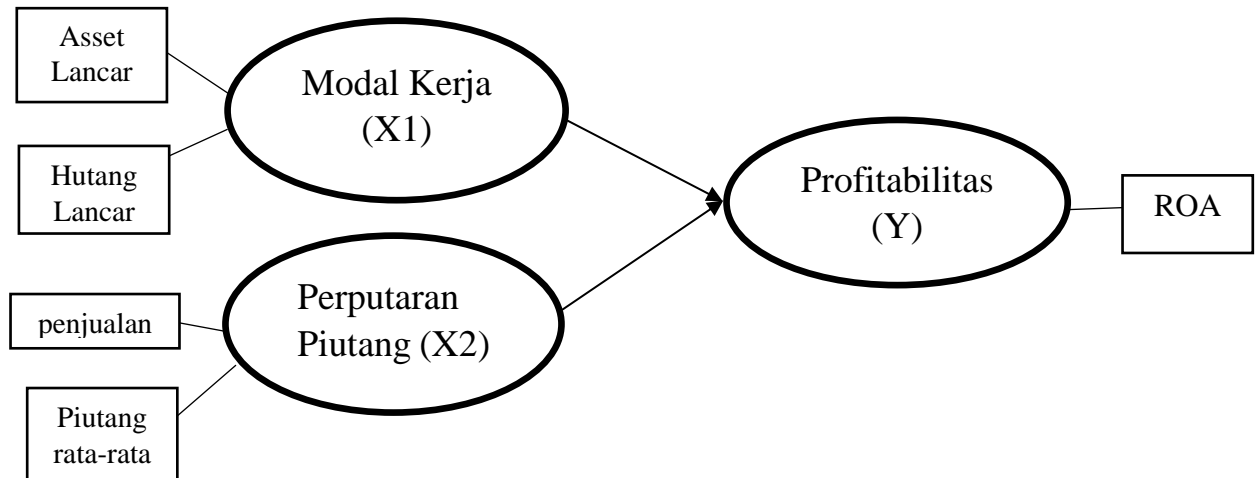 Asset
Lancar
Modal Kerja
(X1)
Hutang
Lancar
Profitabilitas
(Y)
ROA
Perputaran
Piutang (X2)
penjualan
Piutang
rata-rata